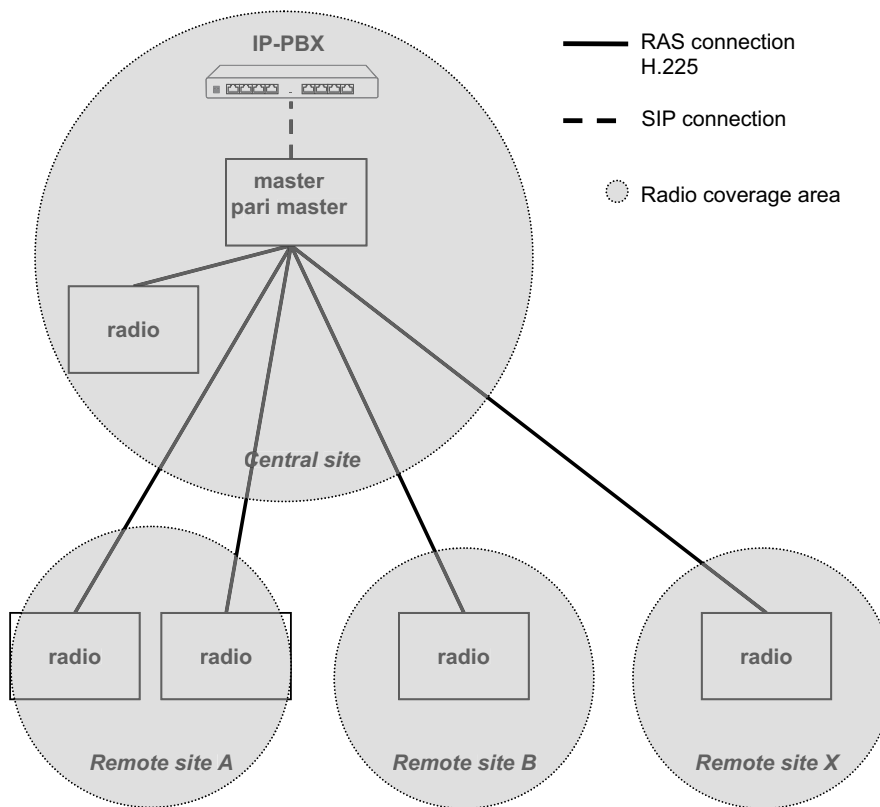 IP-PBX
RAS connection
H.225
SIP connection
Radio coverage area
master
pari master
radio
Central site
radio
radio
radio
radio
Remote site A
Remote site B
Remote site X